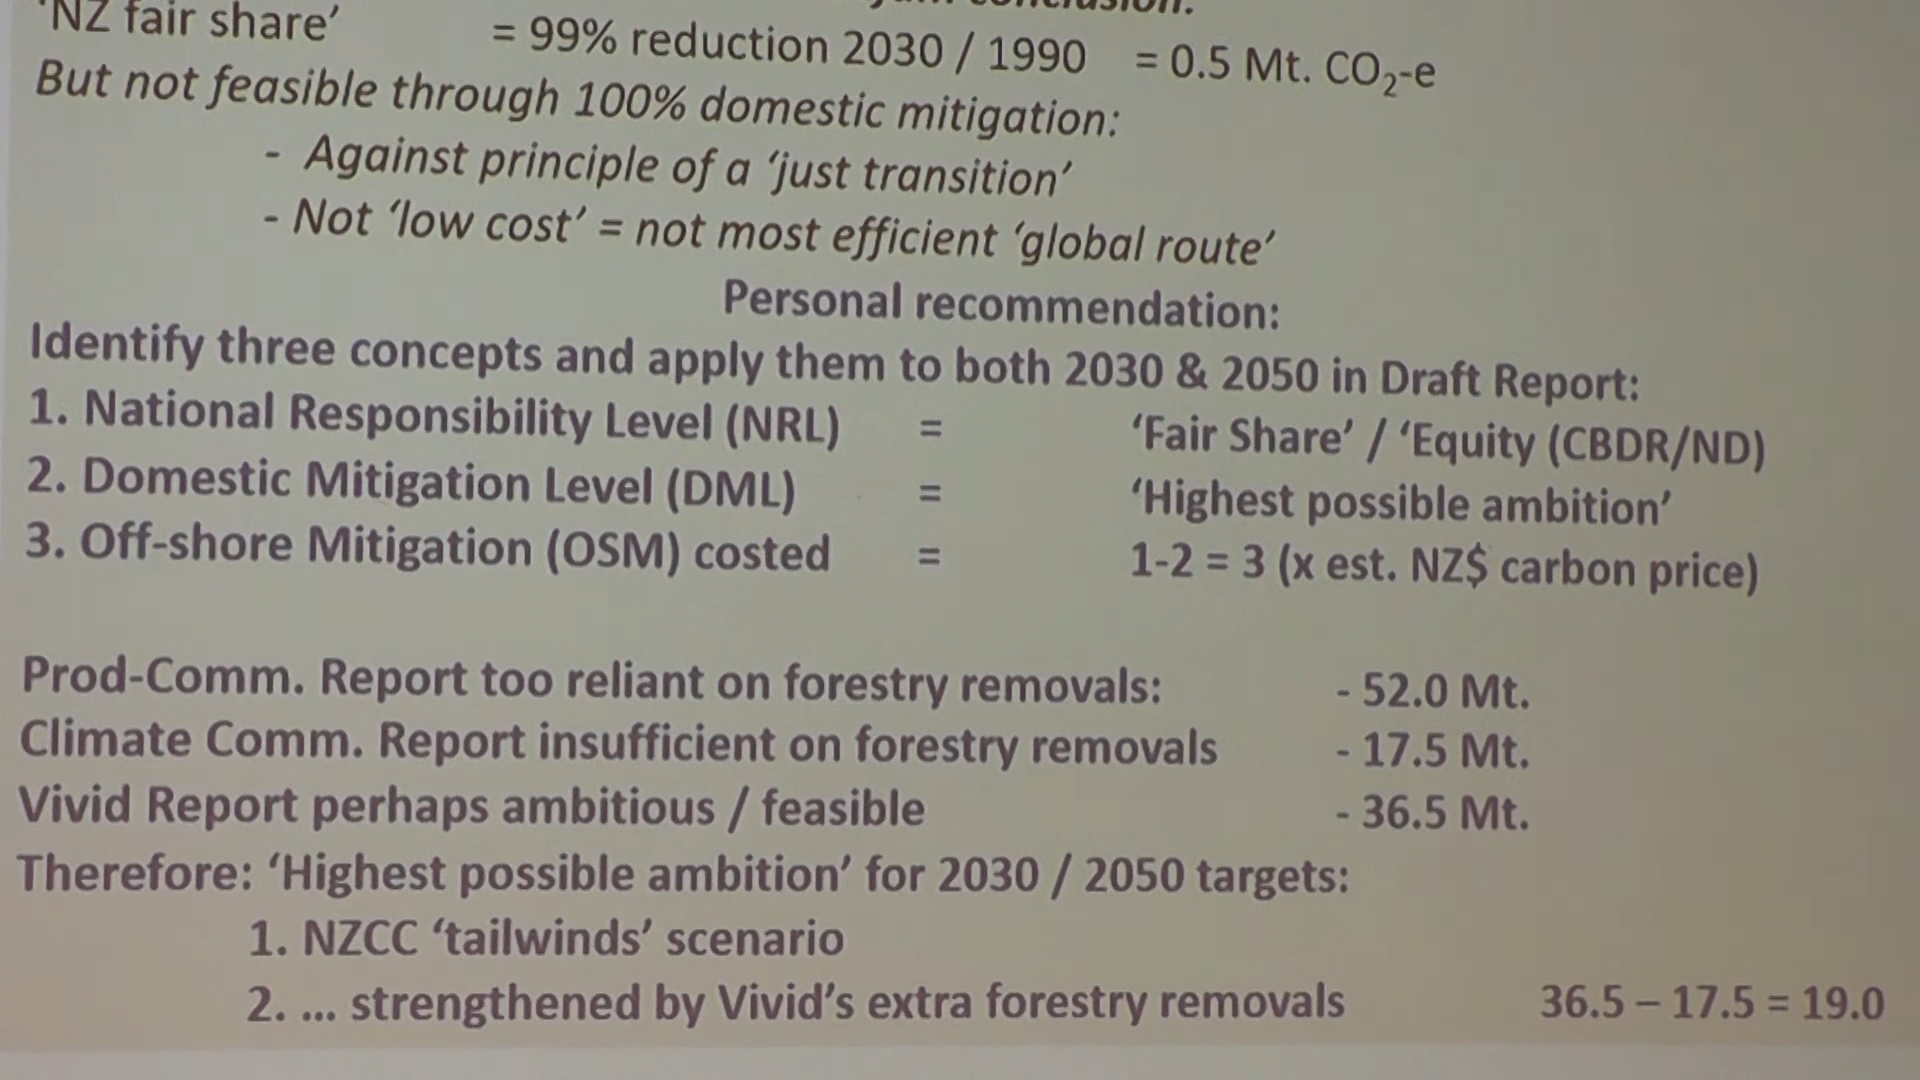 conclusion:
'NZ fair share' = 99% reduction 2030 / 1990 = 0.5 Mt. CO₂-e
But not feasible through 100% domestic mitigation:
- Against principle of a 'just transition'
- Not 'low cost' = not most efficient 'global route'
Personal recommendation:
Identify three concepts and apply them to both 2030 & 2050 in Draft Report:
1. National Responsibility Level (NRL) = 'Fair Share' / 'Equity (CBDR/ND)
2. Domestic Mitigation Level (DML) = 'Highest possible ambition'
3. Off-shore Mitigation (OSM) costed = 1-2 = 3 (x est. NZ$ carbon price)
Prod-Comm. Report too reliant on forestry removals: - 52.0 Mt.
Climate Comm. Report insufficient on forestry removals - 17.5 Mt.
Vivid Report perhaps ambitious / feasible - 36.5 Mt.
Therefore: 'Highest possible ambition' for 2030 / 2050 targets:
1. NZCC 'tailwinds' scenario
2. ... strengthened by Vivid's extra forestry removals 36.5 – 17.5 = 19.0